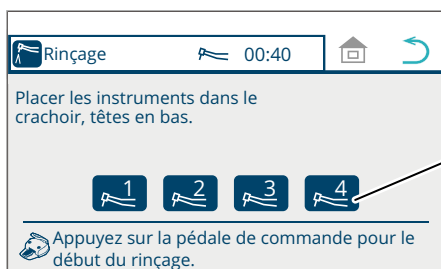 Rinçage 00:40
Placer les instruments dans le
crachoir, têtes en bas.
1 2 3 4
Appuyez sur la pédale de commande pour le
début du rinçage.